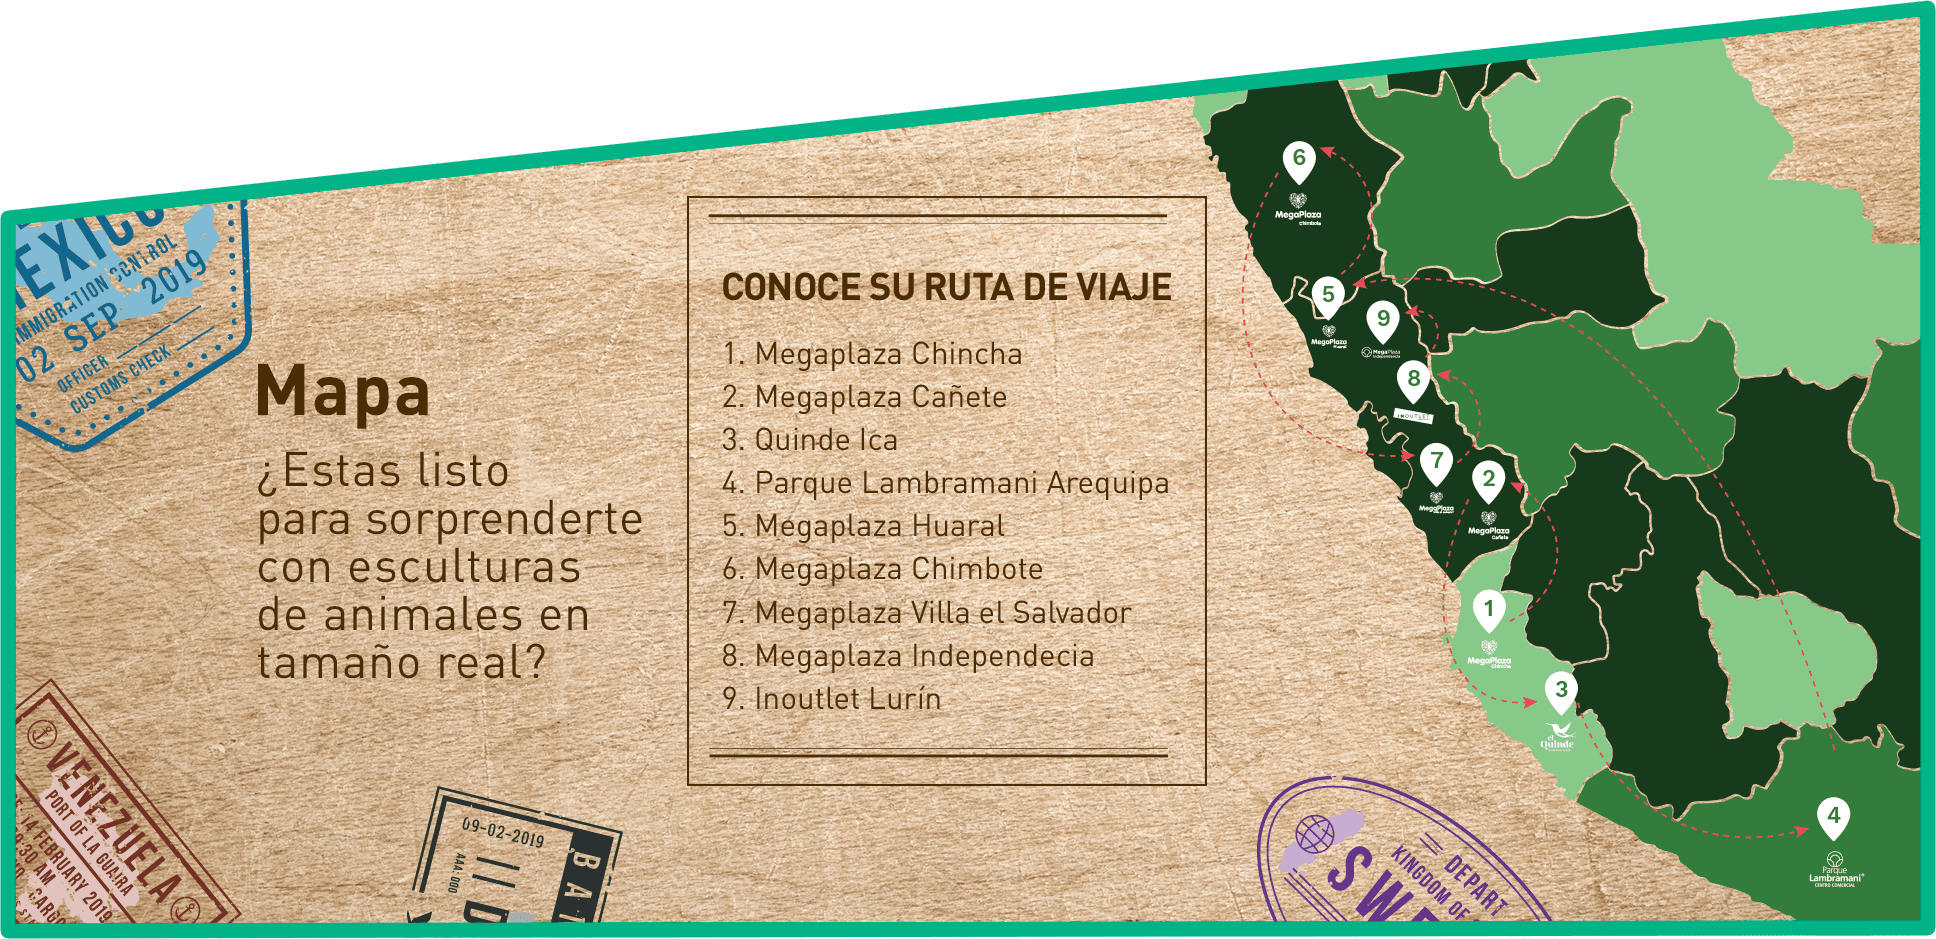 MEXICO
IMMIGRATION CONTROL
02 SEP 2019
OFFICER
CUSTOMS CHECK
Mapa
¿Estas listo
para sorprenderte
con esculturas
de animales en
tamaño real?
CONOCE SU RUTA DE VIAJE
1. Megaplaza Chincha
2. Megaplaza Cañete
3. Quinde Ica
4. Parque Lambramani Arequipa
5. Megaplaza Huaral
6. Megaplaza Chimbote
7. Megaplaza Villa el Salvador
8. Megaplaza Independecia
9. Inoutlet Lurín
6
MegaPlaza
Chimbote
5
MegaPlaza
Huaral
9
MegaPlaza
Independencia
8
INOUTLET
7
MegaPlaza
2
MegaPlaza
Cañete
1
MegaPlaza
Chincha
3
el
Quinde
4
Parque
Lambramani
CENTRO COMERCIAL
VENEZUELA
PORT OF LA GUAIRA
14 FEBRUARY 2019
:30 AM
CARGO
09-02-2019
AAA:000
BA
DEPART
KINGDOM OF
SWE